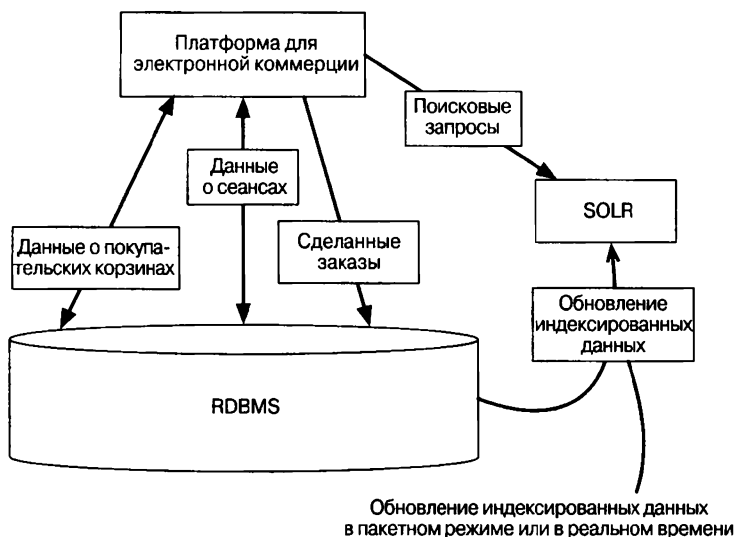 Платформа для
электронной коммерции
Поисковые
запросы
Данные
о сеансах
SOLR
Данные о покупа-
тельских корзинах
Сделанные
заказы
Обновление
индексированных
данных
RDBMS
Обновление индексированных данных
в пакетном режиме или в реальном времени